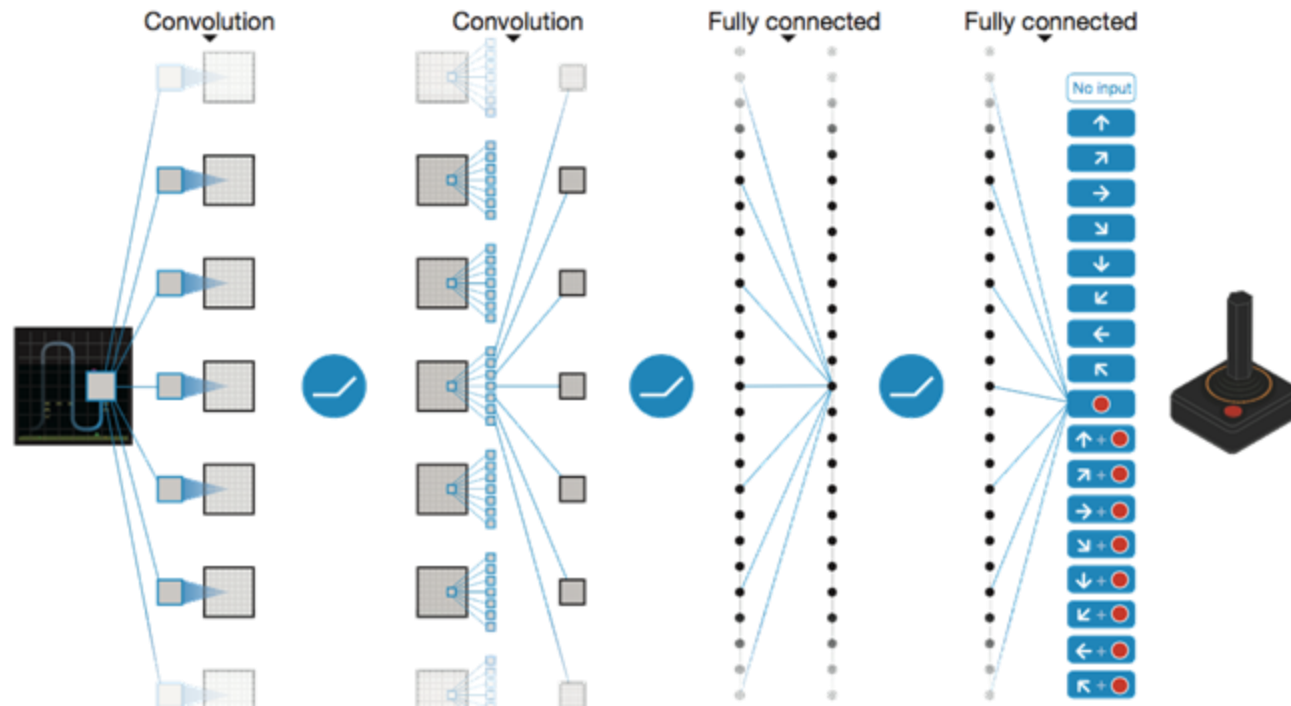 Convolution
Convolution
Fully connected
Fully connected
No input
+
+
+
+
+
+
+
+